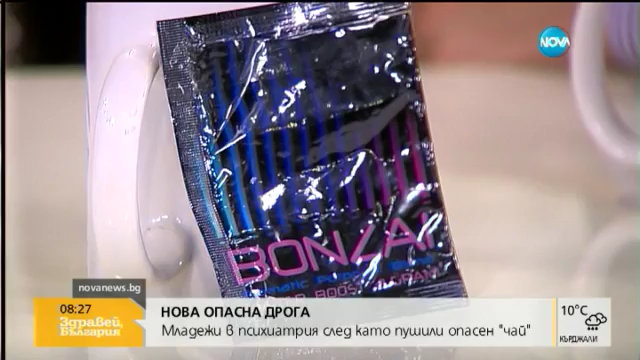 NOVA
BONZAI
novanews.bg
08:27
НОВА ОПАСНА ДРОГА
10°C
Здравей, България
Младежи в психиатрия след като пушили опасен "чай"
КЪРДЖАЛИ